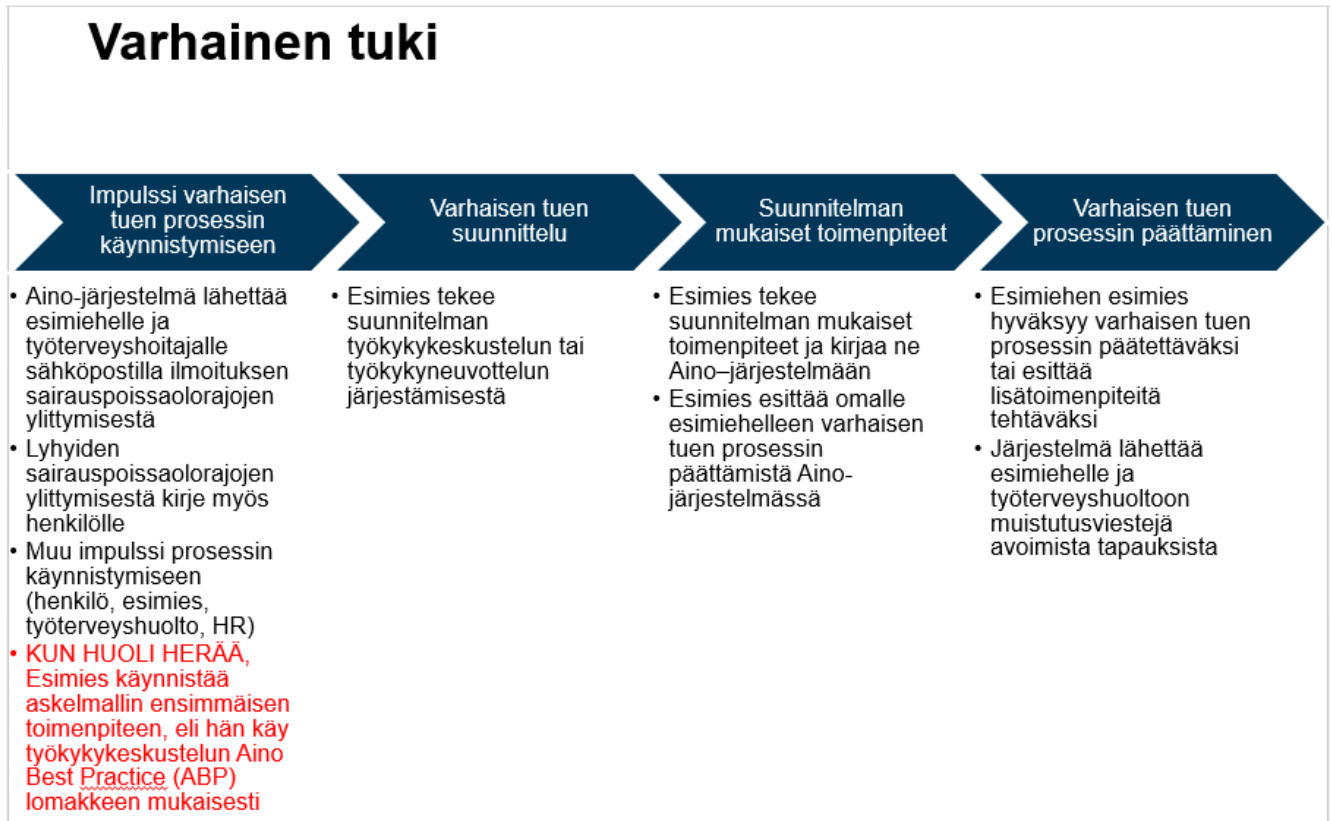 Varhainen tuki
Impulssi varhaisen
tuen prosessin
käynnistymiseen
Varhaisen tuen
suunnittelu
Suunnitelman
mukaiset toimenpiteet
Varhaisen tuen
prosessin päättäminen
• Aino-järjestelmä lähettää
esimiehelle ja
työterveyshoitajalle
sähköpostilla ilmoituksen
sairauspoissaolorajojen
ylittymisestä
• Lyhyiden
sairauspoissaolorajojen
ylittymisestä kirje myös
henkilölle
• Muu impulssi prosessin
käynnistymiseen
(henkilö, esimies,
työterveyshuolto, HR)
• KUN HUOLI HERÄÄ,
Esimies käynnistää
askelmallin ensimmäisen
toimenpiteen, eli hän käy
työkykykeskustelun Aino
Best Practice (ABP)
lomakkeen mukaisesti
• Esimies tekee
suunnitelman
työkykykeskustelun tai
työkykyneuvottelun
järjestämisestä
• Esimies tekee
suunnitelman mukaiset
toimenpiteet ja kirjaa ne
Aino–järjestelmään
• Esimies esittää omalle
esimiehelleen varhaisen
tuen prosessin
päättämistä Aino-
järjestelmässä
• Esimiehen esimies
hyväksyy varhaisen tuen
prosessin päätettäväksi
tai esittää
lisätoimenpiteitä
tehtäväksi
• Järjestelmä lähettää
esimiehelle ja
työterveyshuoltoon
muistutusviestejä
avoimista tapauksista